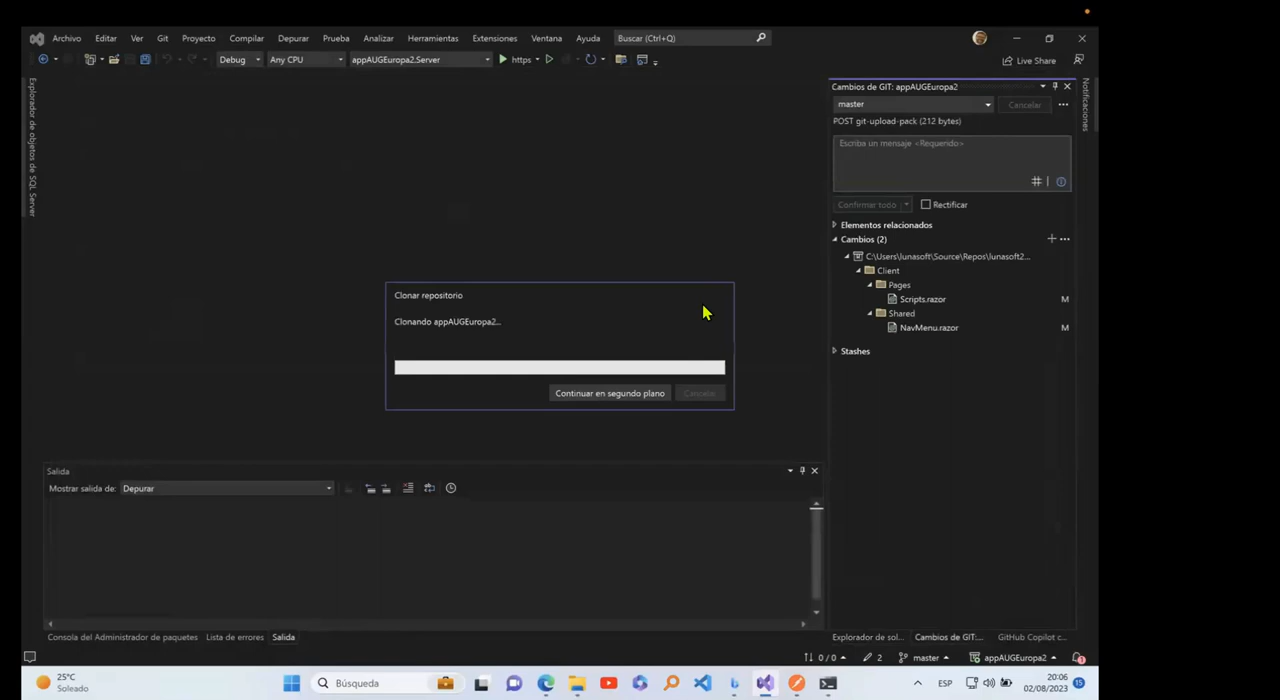 Archivo Editar Ver Git Proyecto Compilar Depurar Prueba Analizar Herramientas Extensiones Ventana Ayuda Buscar (Ctrl+Q)
Debug Any CPU appAUGEuropa2.Server https Live Share
Explorador de objetos de SQL Server
Cambios de GIT: appAUGEuropa2
Notificaciones
master Cancelar
POST git-upload-pack (212 bytes)
Escriba un mensaje <Requerido>
Confirmar todo Rectificar
Elementos relacionados
Cambios (2)
C:\Users\lunasoft\Source\Repos\lunasoft2...
Client
Pages
Scripts.razor M
Shared
NavMenu.razor M
Stashes
Clonar repositorio
Clonando appAUGEuropa2...
Continuar en segundo plano Cancelar
Salida
Mostrar salida de: Depurar
Consola del Administrador de paquetes Lista de errores Salida
Explorador de sol... Cambios de GIT:... GitHub Copilot c...
0 / 0 2 master appAUGEuropa2 1
25°C
Soleado
Búsqueda
ESP
20:06
02/08/2023
15